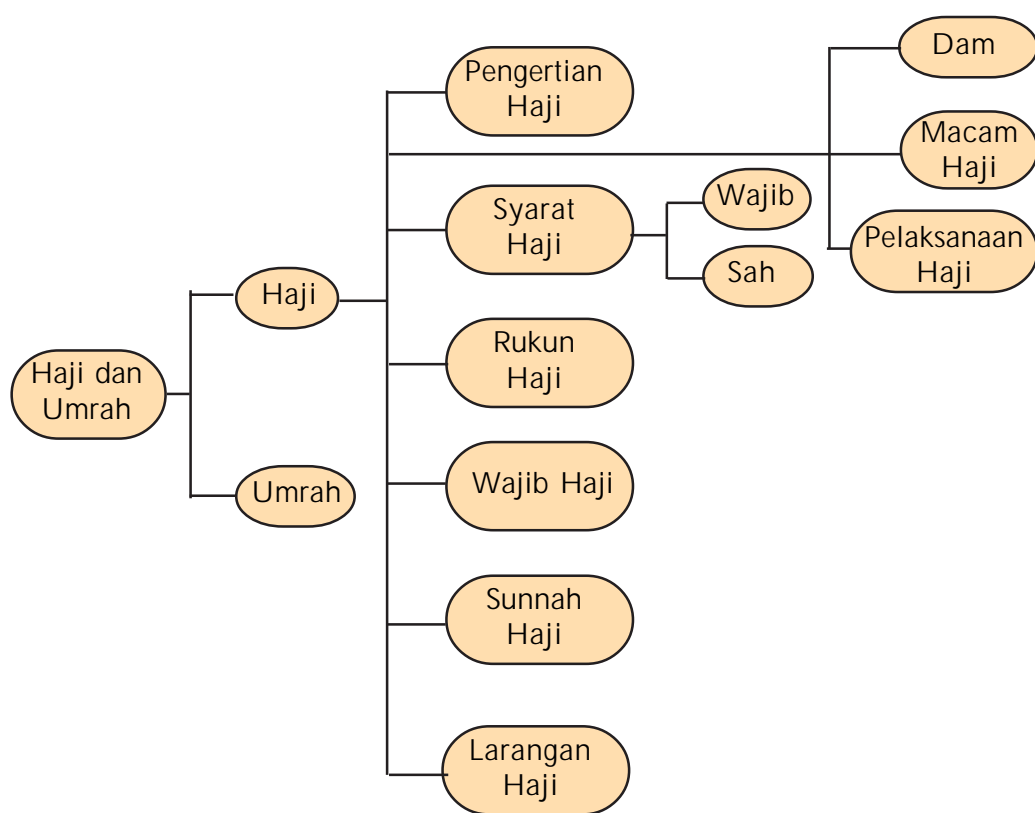 Dam
Pengertian
Haji
Macam
Haji
Syarat
Haji
Wajib
Sah
Pelaksanaan
Haji
Haji
Rukun
Haji
Haji dan
Umrah
Umrah
Wajib Haji
Sunnah
Haji
Larangan
Haji